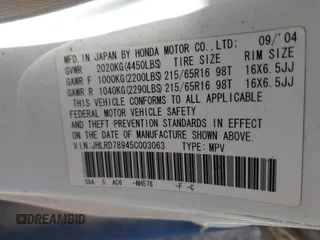 MFD. IN JAPAN BY HONDA MOTOR CO., LTD: 09/'04
GVWR 2020KG(4450LBS) TIRE SIZE RIM SIZE
GAWR F 1000KG(2200LBS) 215/65R16 98T 16X6.5JJ
GAWR R 1040KG(2290LBS) 215/65R16 98T 16X6.5JJ
THIS VEHICLE CONFORMS TO ALL APPLICABLE
FEDERAL MOTOR VEHICLE SAFETY
STANDARDS IN EFFECT ON THE DATE OF
MANUFACTURE SHOWN ABOVE.
V.I.N.:JHLRD78945C003063 TYPE: MPV
S9A S AC6 -NH578 -F -C
DREAMBID